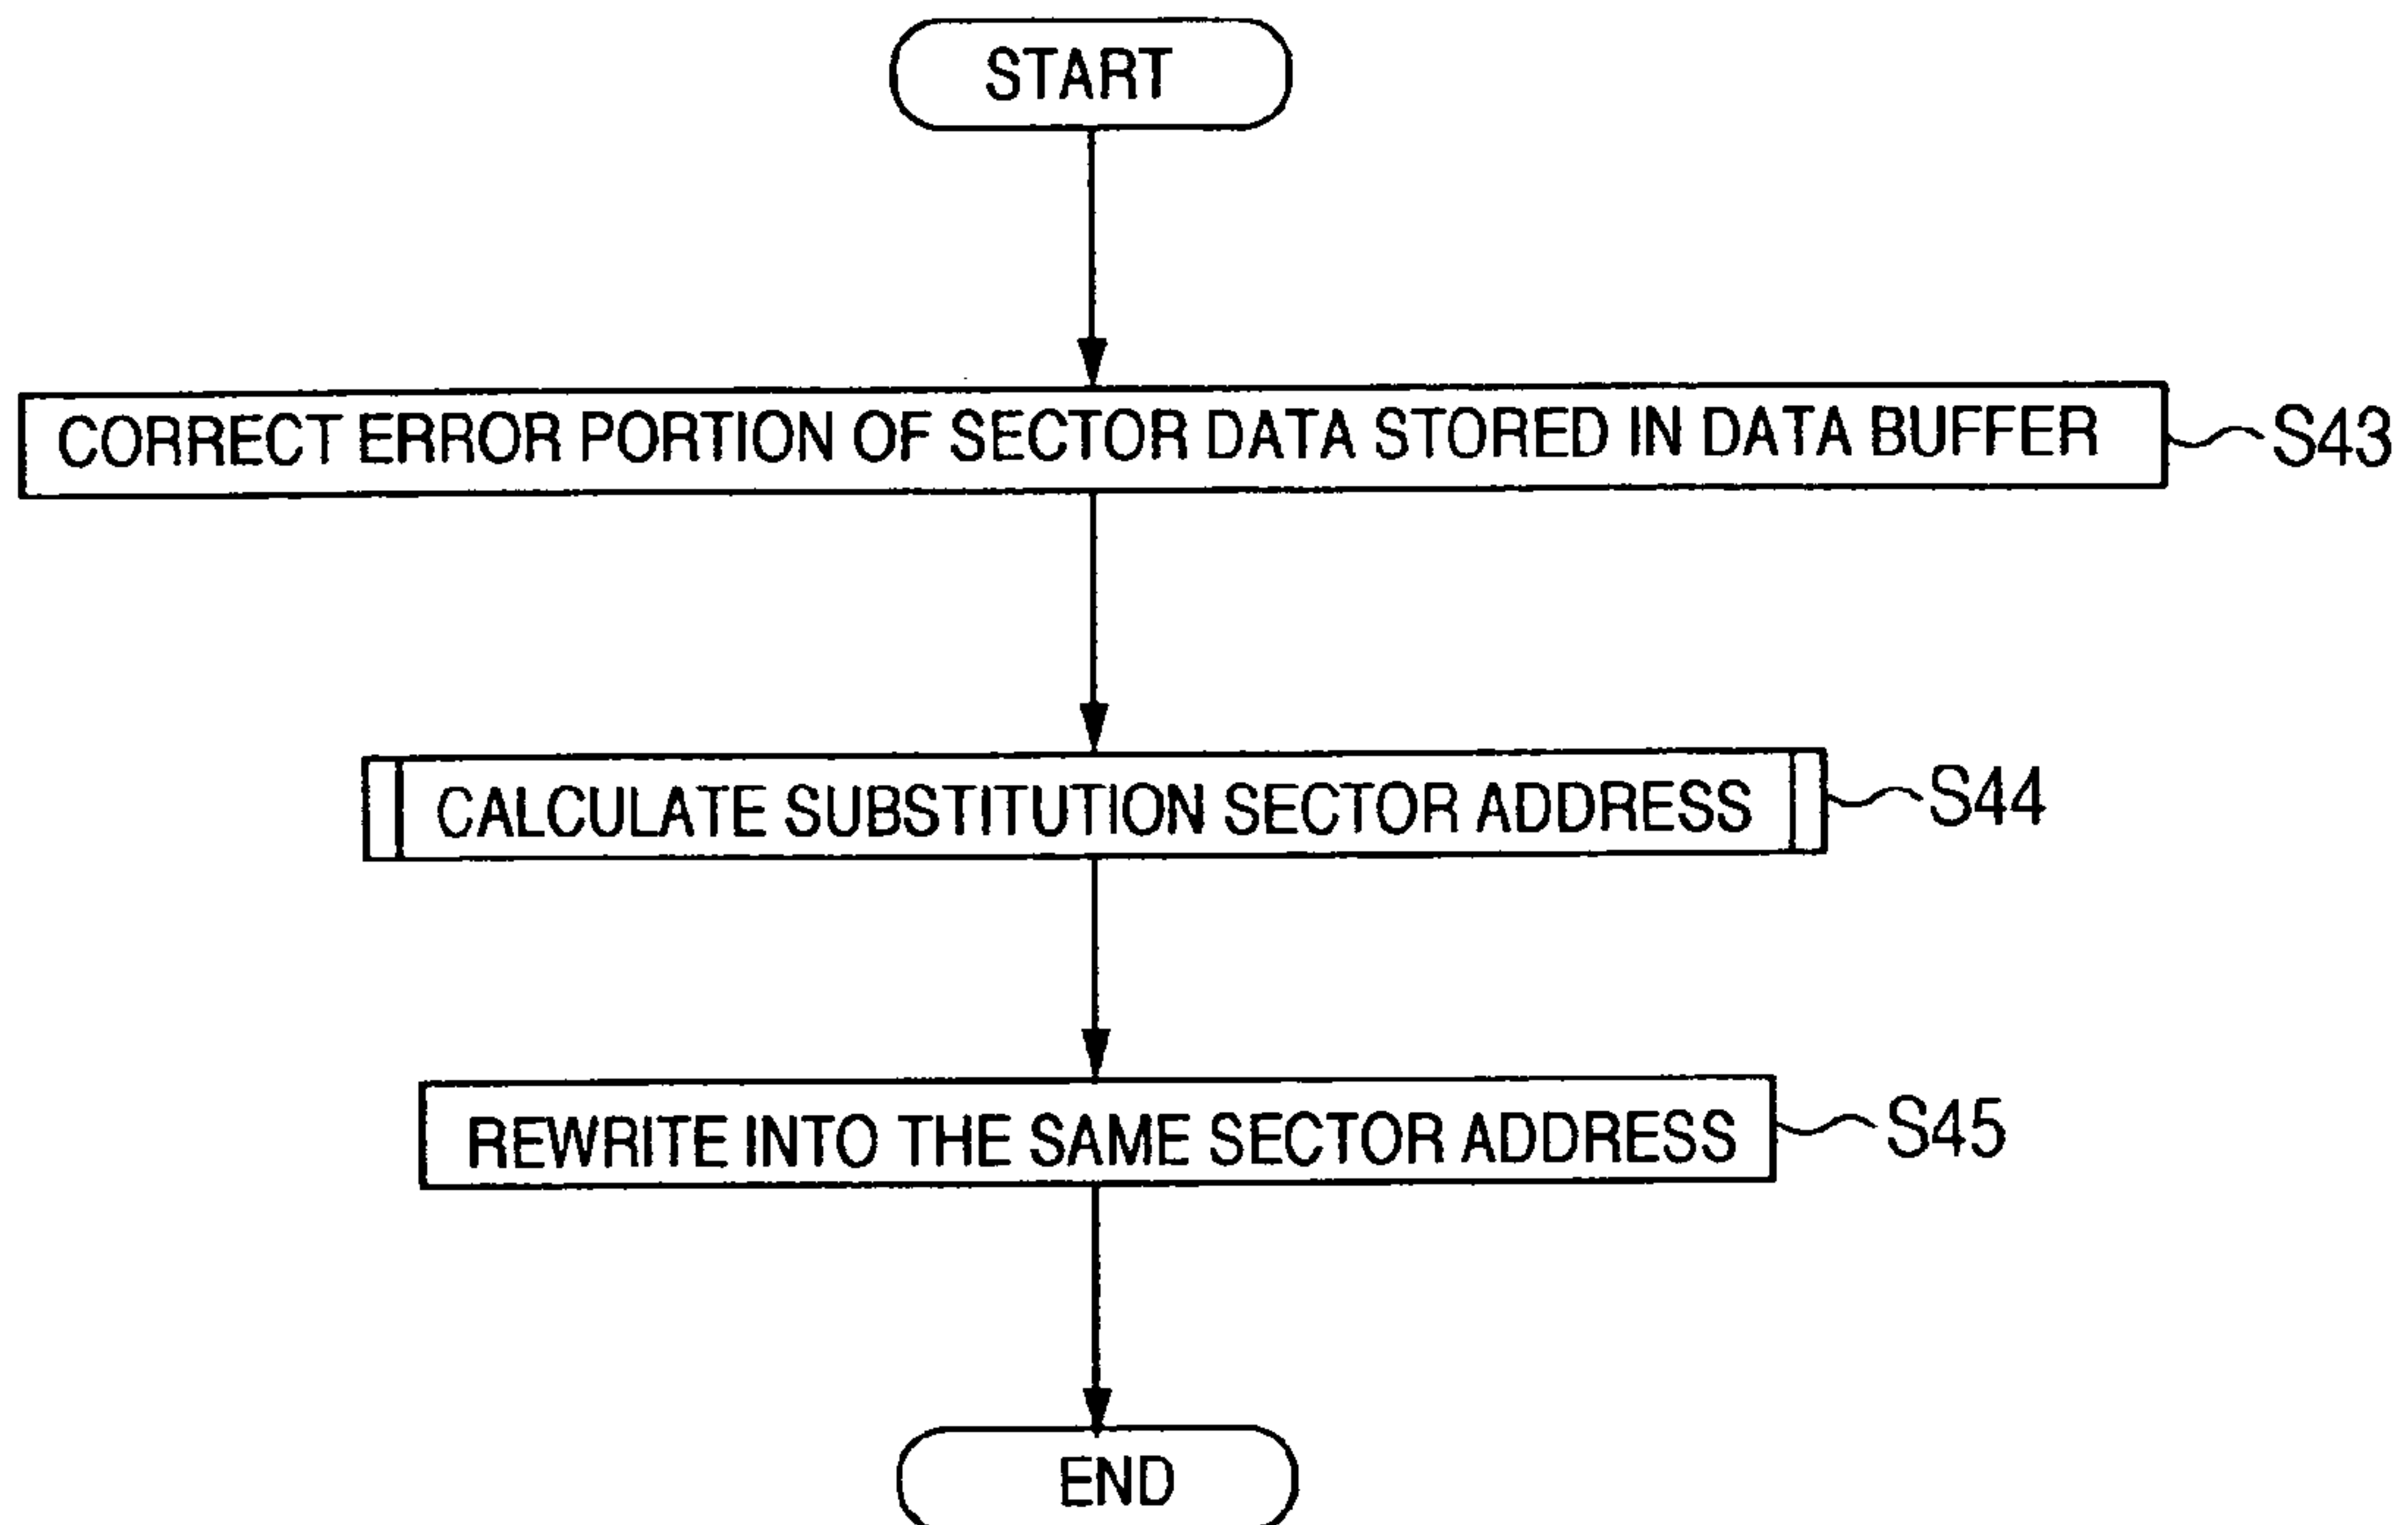 START
CORRECT ERROR PORTION OF SECTOR DATA STORED IN DATA BUFFER S43
CALCULATE SUBSTITUTION SECTOR ADDRESS S44
REWRITE INTO THE SAME SECTOR ADDRESS S45
END